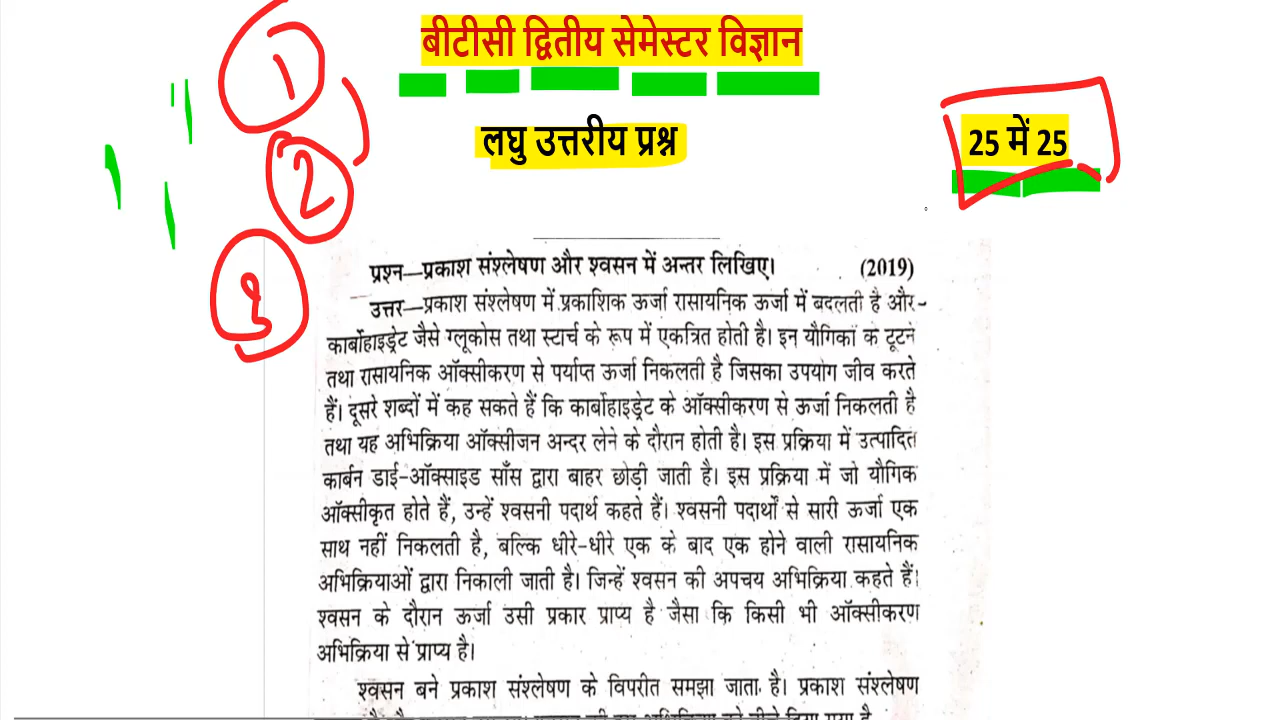 बीटीसी द्वितीय सेमेस्टर विज्ञान
लघु उत्तरीय प्रश्न
25 में 25
1
2
3
प्रश्न—प्रकाश संश्लेषण और श्वसन में अन्तर लिखिए। (2019)
उत्तर—प्रकाश संश्लेषण में प्रकाशिक ऊर्जा रासायनिक ऊर्जा में बदलती है और
कार्बोहाइड्रेट जैसे ग्लूकोस तथा स्टार्च के रूप में एकत्रित होती है। इन यौगिकों के टूटने
तथा रासायनिक ऑक्सीकरण से पर्याप्त ऊर्जा निकलती है जिसका उपयोग जीव करते
हैं। दूसरे शब्दों में कह सकते हैं कि कार्बोहाइड्रेट के ऑक्सीकरण से ऊर्जा निकलती है
तथा यह अभिक्रिया ऑक्सीजन अन्दर लेने के दौरान होती है। इस प्रक्रिया में उत्पादित
कार्बन डाई-ऑक्साइड साँस द्वारा बाहर छोड़ी जाती है। इस प्रक्रिया में जो यौगिक
ऑक्सीकृत होते हैं, उन्हें श्वसनी पदार्थ कहते हैं। श्वसनी पदार्थों से सारी ऊर्जा एक
साथ नहीं निकलती है, बल्कि धीरे-धीरे एक के बाद एक होने वाली रासायनिक
अभिक्रियाओं द्वारा निकाली जाती है। जिन्हें श्वसन की अपचय अभिक्रिया कहते हैं।
श्वसन के दौरान ऊर्जा उसी प्रकार प्राप्य है जैसा कि किसी भी ऑक्सीकरण
अभिक्रिया से प्राप्य है।
श्वसन बने प्रकाश संश्लेषण के विपरीत समझा जाता है। प्रकाश संश्लेषण